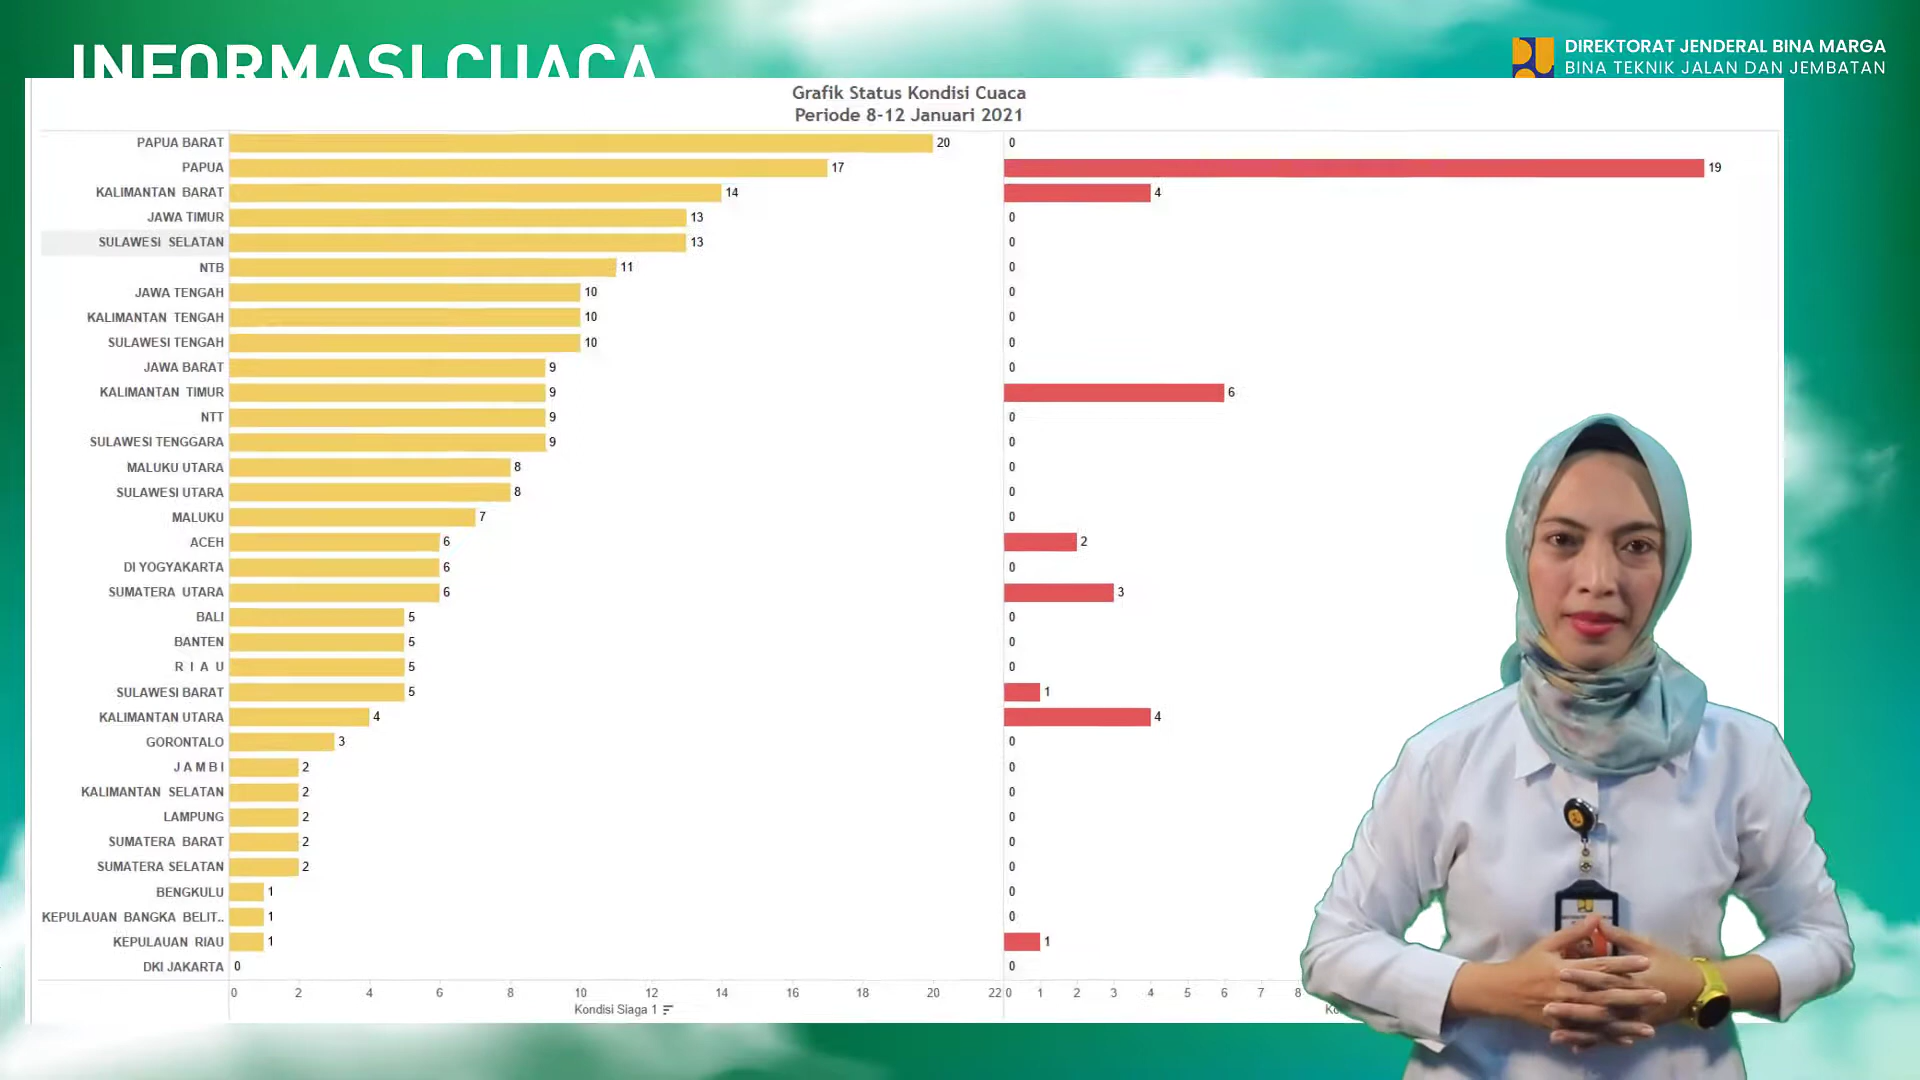 INFORMASI CUACA
DIREKTORAT JENDERAL BINA MARGA
BINA TEKNIK JALAN DAN JEMBATAN
Grafik Status Kondisi Cuaca
Periode 8-12 Januari 2021
PAPUA BARAT 20 0
PAPUA 17 19
KALIMANTAN BARAT 14 4
JAWA TIMUR 13 0
SULAWESI SELATAN 13 0
NTB 11 0
JAWA TENGAH 10 0
KALIMANTAN TENGAH 10 0
SULAWESI TENGAH 10 0
JAWA BARAT 9 0
KALIMANTAN TIMUR 9 6
NTT 9 0
SULAWESI TENGGARA 9 0
MALUKU UTARA 8 0
SULAWESI UTARA 8 0
MALUKU 7 0
ACEH 6 2
DI YOGYAKARTA 6 0
SUMATERA UTARA 6 3
BALI 5 0
BANTEN 5 0
R I A U 5 0
SULAWESI BARAT 5 1
KALIMANTAN UTARA 4 4
GORONTALO 3 0
J A M B I 2 0
KALIMANTAN SELATAN 2 0
LAMPUNG 2 0
SUMATERA BARAT 2 0
SUMATERA SELATAN 2 0
BENGKULU 1 0
KEPULAUAN BANGKA BELIT.. 1 0
KEPULAUAN RIAU 1 1
DKI JAKARTA 0 0
0 2 4 6 8 10 12 14 16 18 20 22 0 1 2 3 4 5 6 7 8
Kondisi Siaga 1